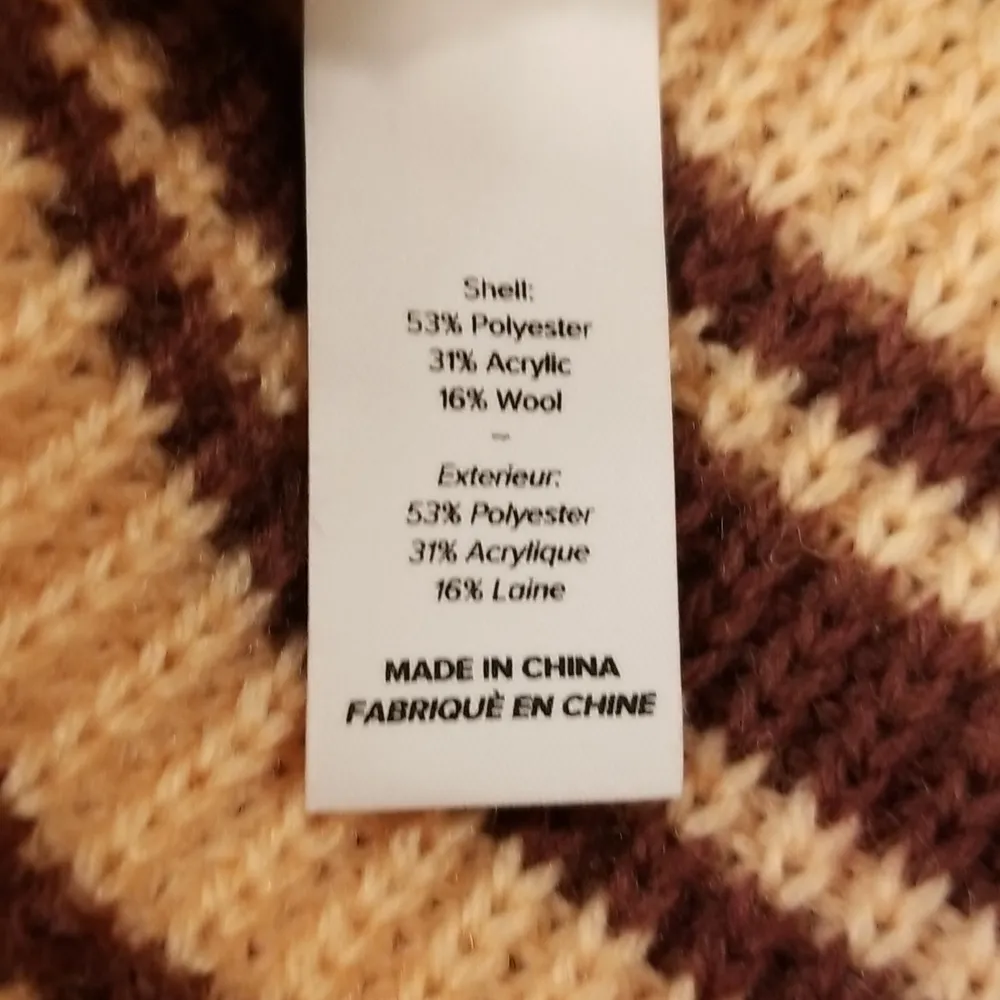 Shell:
53% Polyester
31% Acrylic
16% Wool
~
Exterieur:
53% Polyester
31% Acrylique
16% Laine
MADE IN CHINA
FABRIQUÈ EN CHINE